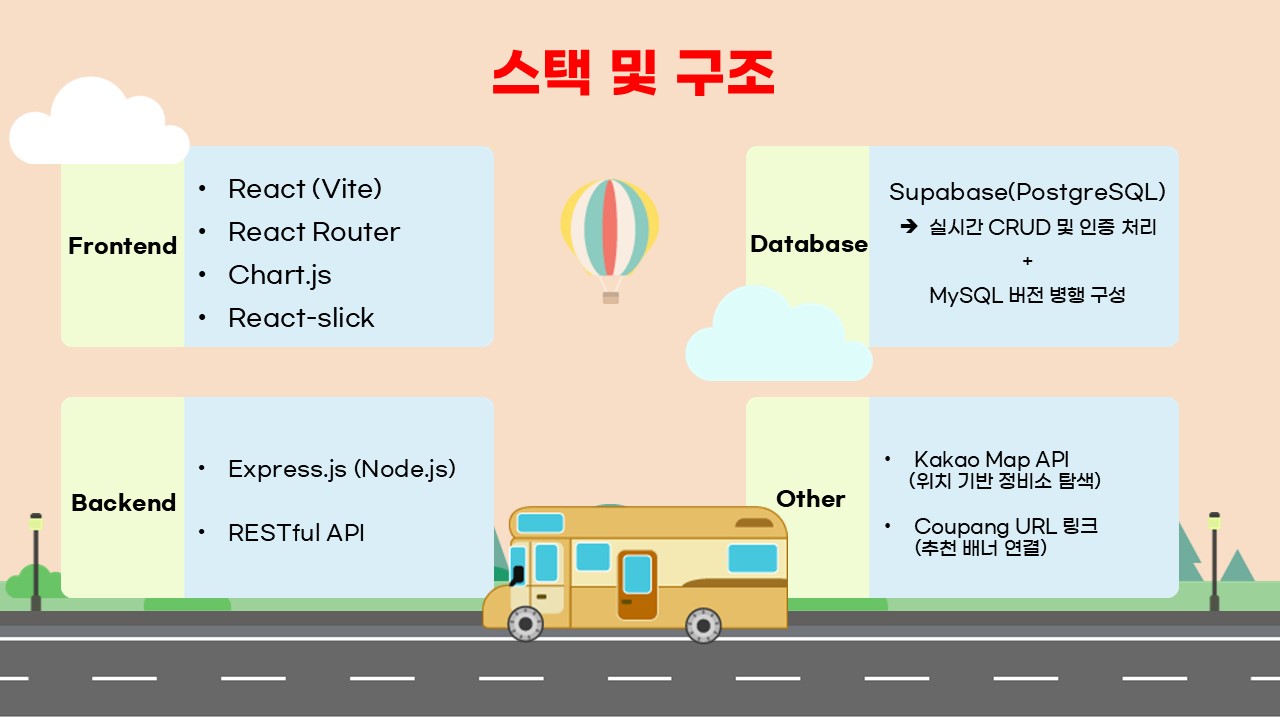 스택 및 구조
Frontend
• React (Vite)
• React Router
• Chart.js
• React-slick
Database
Supabase(PostgreSQL)
➔ 실시간 CRUD 및 인증 처리
+
MySQL 버전 병행 구성
Backend
• Express.js (Node.js)
• RESTful API
Other
• Kakao Map API
(위치 기반 정비소 탐색)
• Coupang URL 링크
(추천 배너 연결)